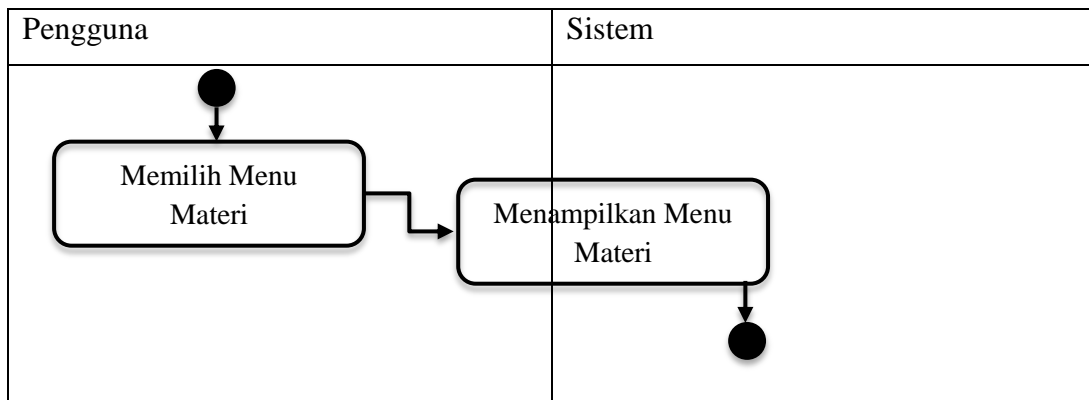 Pengguna
Sistem
Memilih Menu
Materi
Menampilkan Menu
Materi